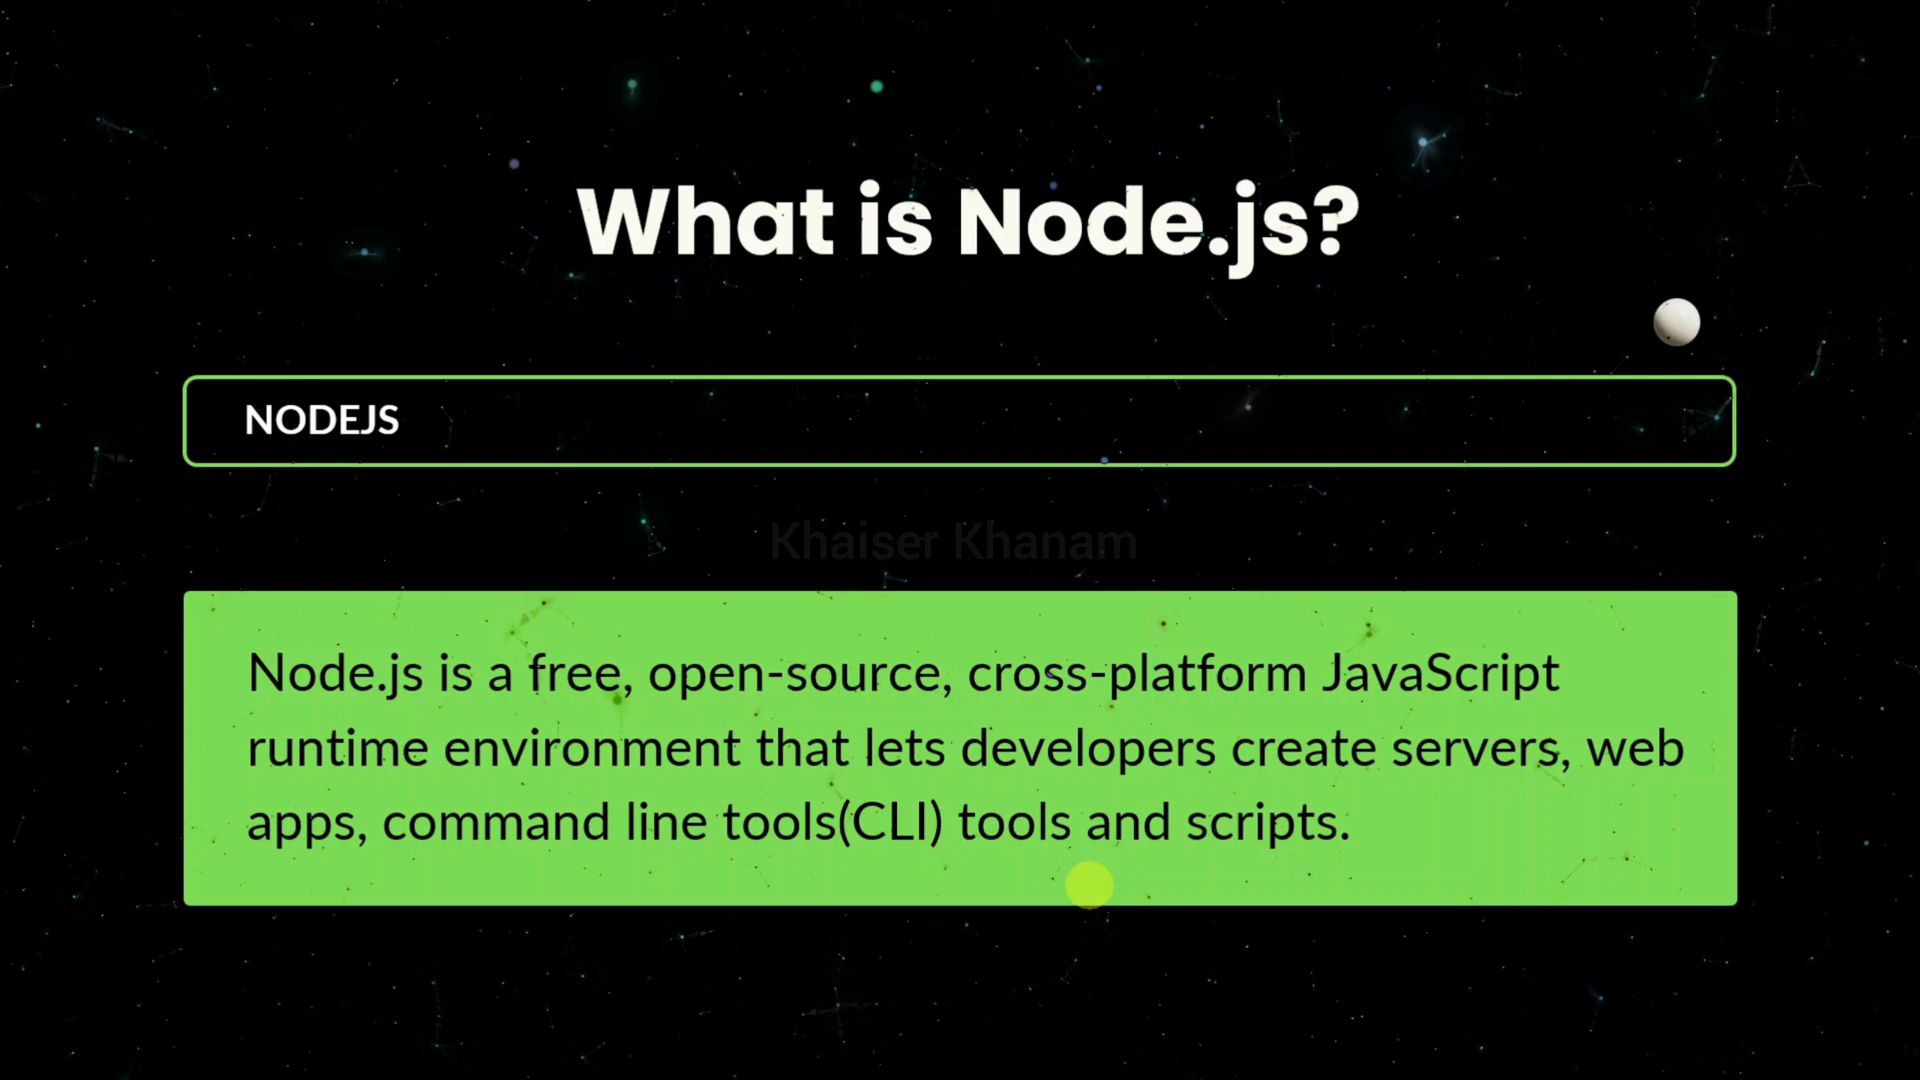 What is Node.js?
NODEJS
Khaiser Khanam
Node.js is a free, open-source, cross-platform JavaScript
runtime environment that lets developers create servers, web
apps, command line tools(CLI) tools and scripts.